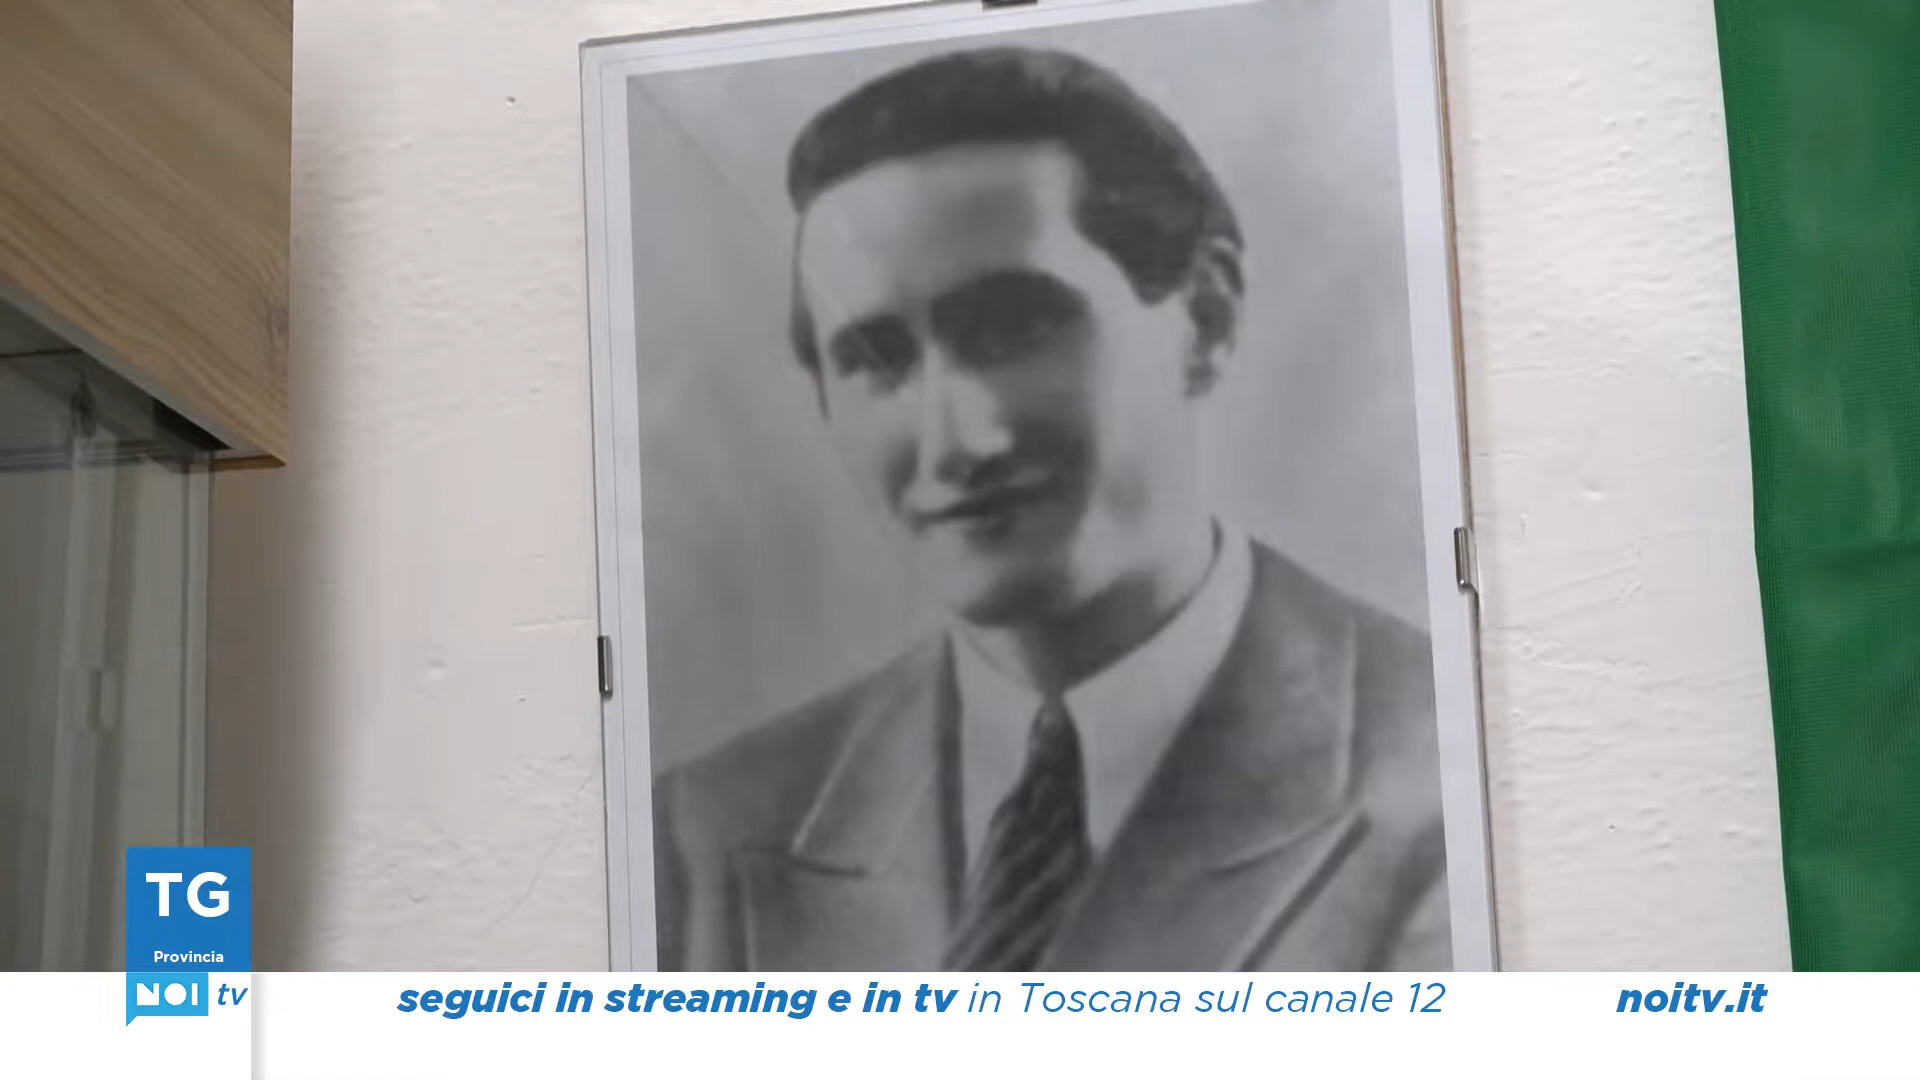 TG
Provincia
NOI tv
seguici in streaming e in tv in Toscana sul canale 12
noitv.it